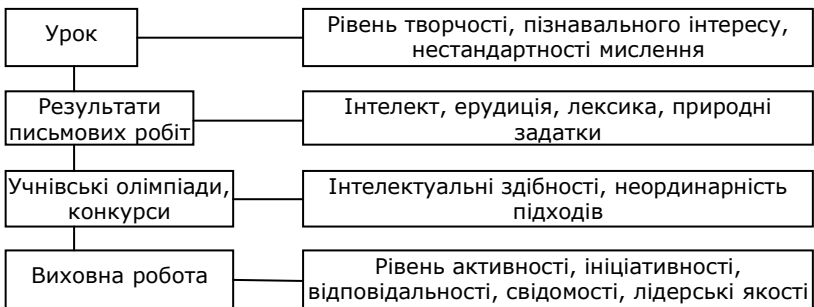 Урок
Рівень творчості, пізнавального інтересу,
нестандартності мислення
Результати
письмових робіт
Інтелект, ерудиція, лексика, природні
задатки
Учнівські олімпіади,
конкурси
Інтелектуальні здібності, неординарність
підходів
Виховна робота
Рівень активності, ініціативності,
відповідальності, свідомості, лідерські якості